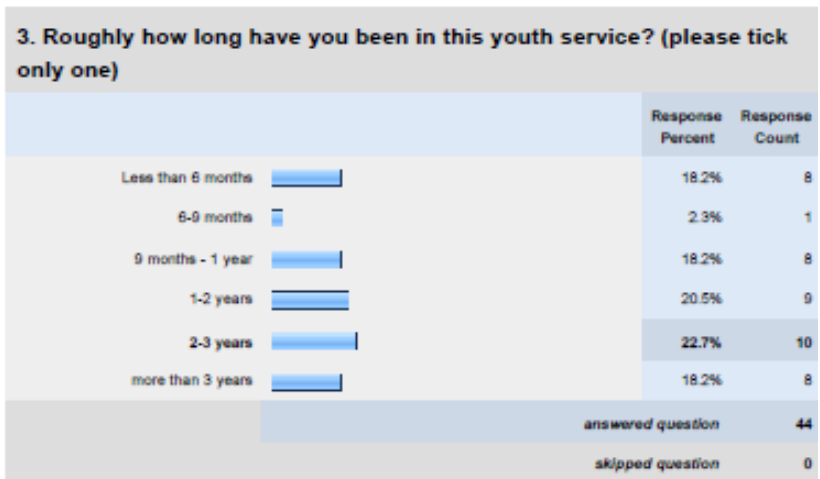 3. Roughly how long have you been in this youth service? (please tick
only one)
Response Percent Response Count
Less than 6 months 18.2% 8
6-9 months 2.3% 1
9 months - 1 year 18.2% 8
1-2 years 20.5% 9
2-3 years 22.7% 10
more than 3 years 18.2% 8
answered question 44
skipped question 0